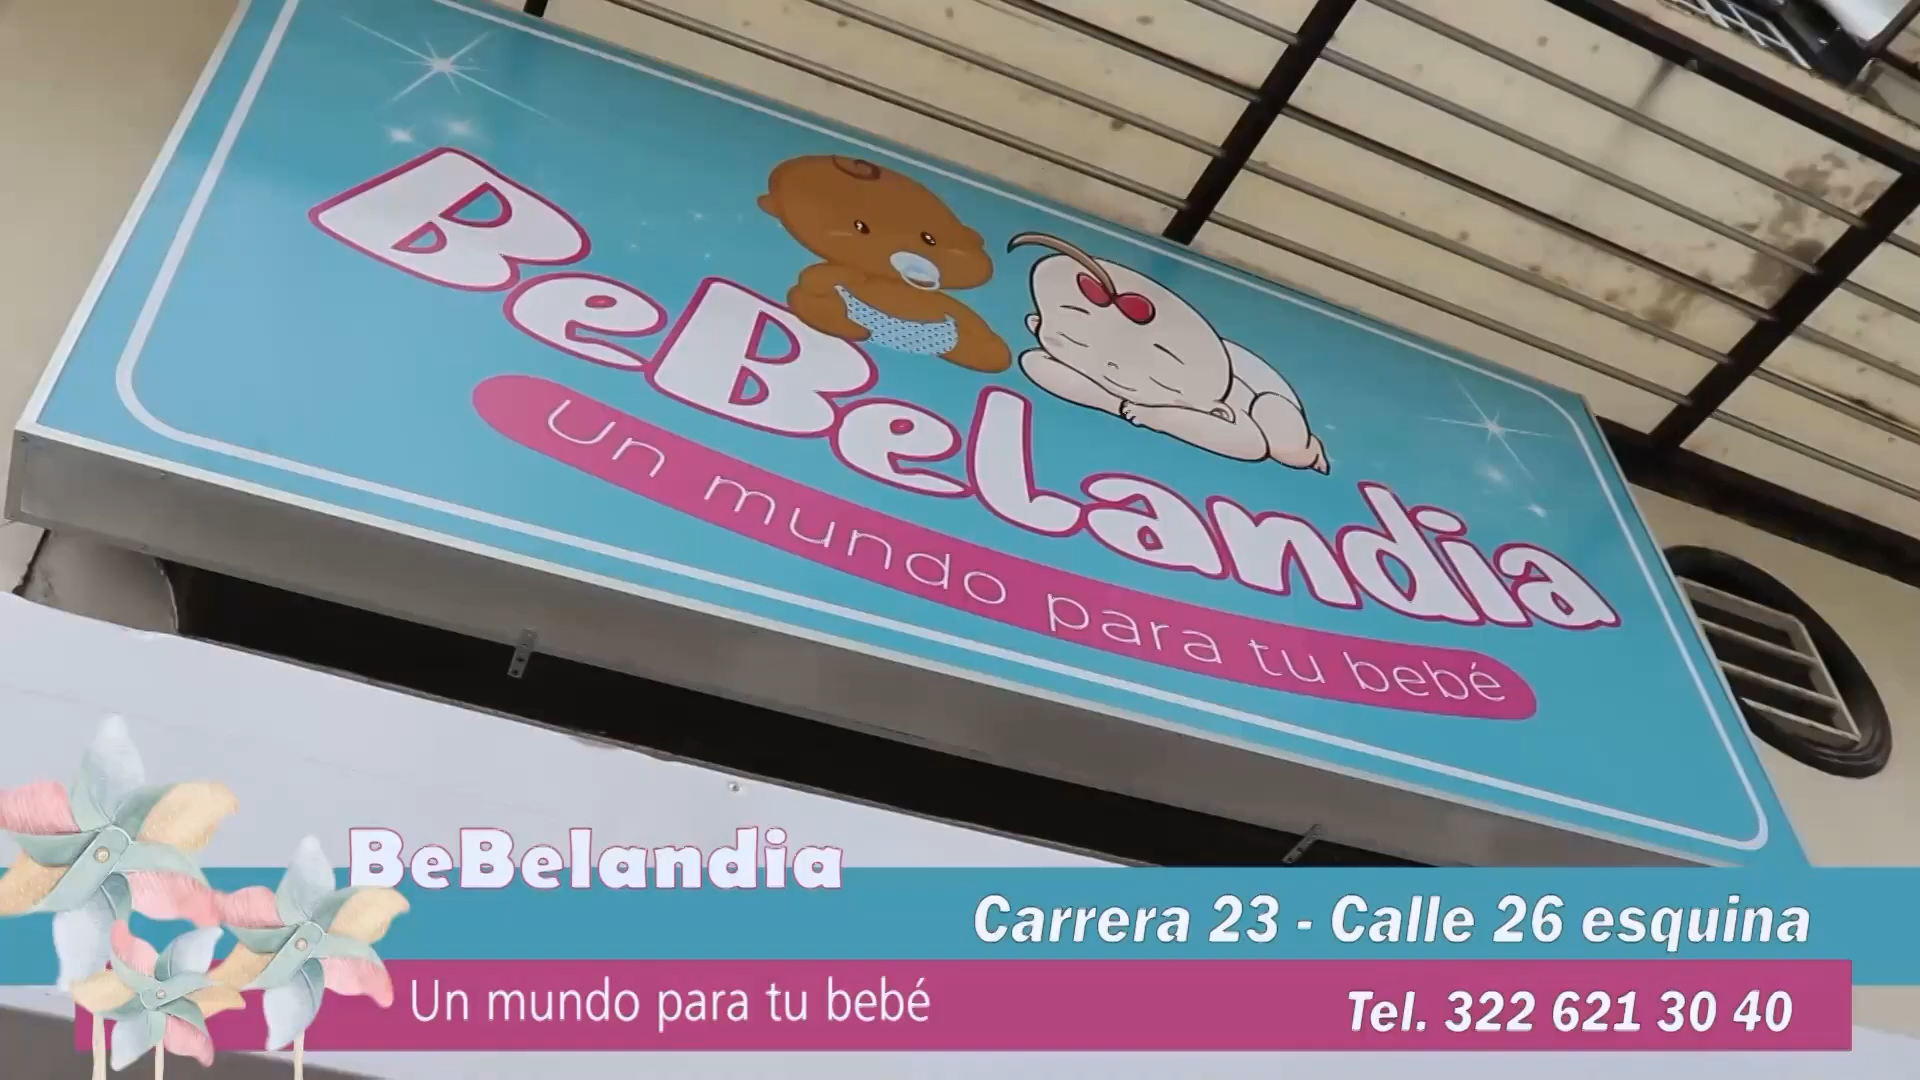 BeBeLandia
Un mundo para tu bebé
BeBelandia
Carrera 23 - Calle 26 esquina
Un mundo para tu bebé
Tel. 322 621 30 40